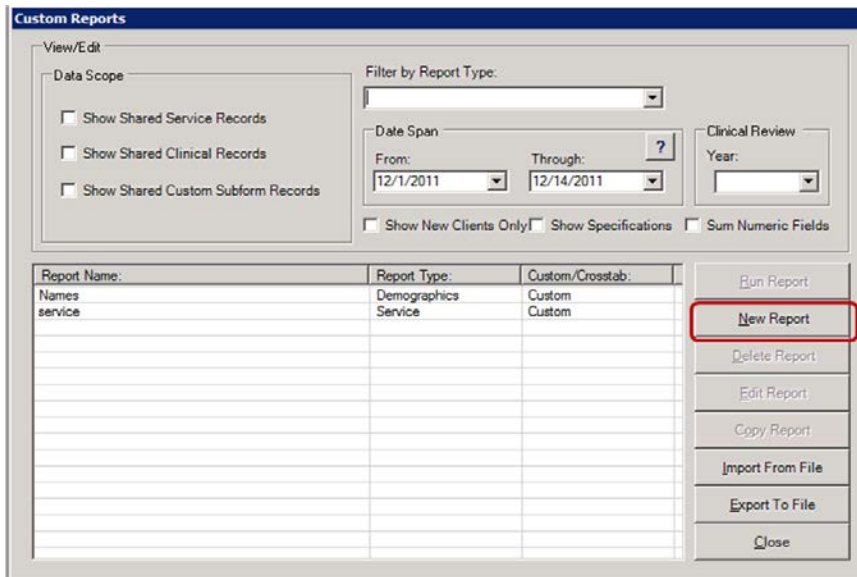 Custom Reports
View/Edit
Data Scope
Show Shared Service Records
Show Shared Clinical Records
Show Shared Custom Subform Records
Filter by Report Type:
Date Span
?
From:
Through:
12/1/2011
12/14/2011
Clinical Review
Year:
Show New Clients Only
Show Specifications
Sum Numeric Fields
Report Name: Report Type: Custom/Crosstab:
Names Demographics Custom
service Service Custom
Run Report
New Report
Delete Report
Edit Report
Copy Report
Import From File
Export To File
Close